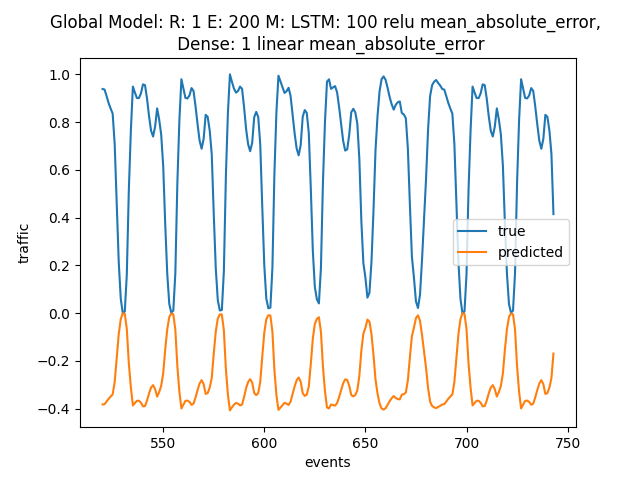 Global Model: R: 1 E: 200 M: LSTM: 100 relu mean_absolute_error,
Dense: 1 linear mean_absolute_error
1.0
0.8
0.6
0.4
0.2
0.0
−0.2
−0.4
traffic
true
predicted
550
600
650
700
750
events